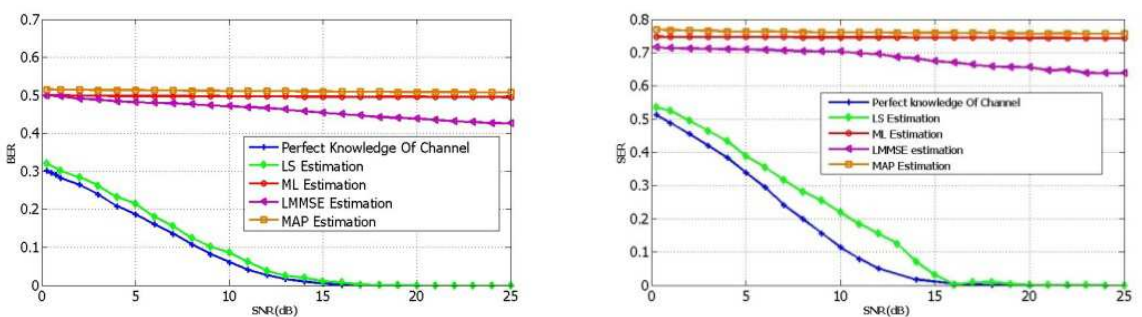 0.7
0.6
0.5
0.4
0.3
0.2
0.1
0
BER
Perfect Knowledge Of Channel
LS Estimation
ML Estimation
LMMSE Estimation
MAP Estimation
0 5 10 15 20 25
SNR(dB)
0.8
0.7
0.6
0.5
0.4
0.3
0.2
0.1
0
SER
Perfect knowledge Of Channel
LS Estimation
ML Estimation
LMMSE estimation
MAP Estimation
0 5 10 15 20 25
SNR(dB)